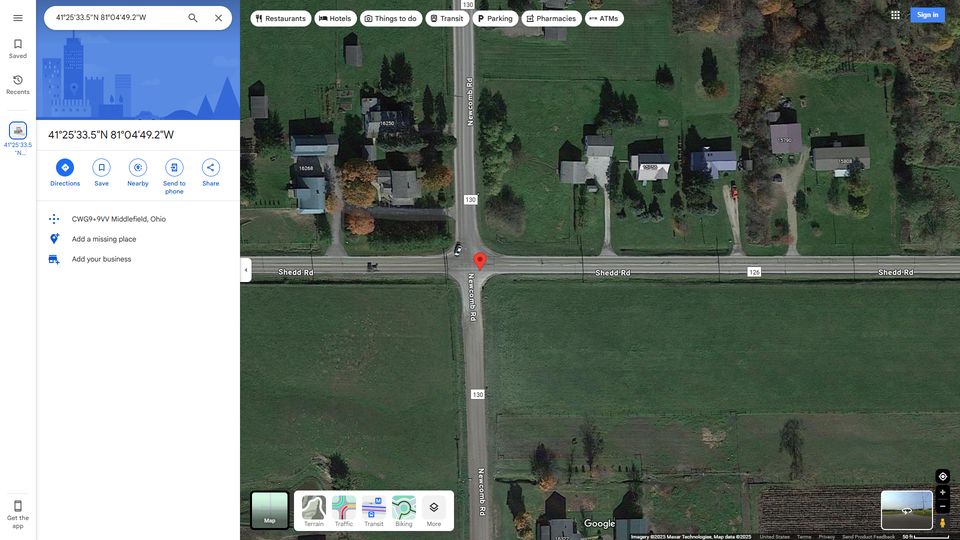 41°25'33.5"N 81°04'49.2"W
Restaurants
Hotels
Things to do
Transit
Parking
Pharmacies
ATMs
Sign in
Saved
Recents
41°25'33.5
"N...
41°25'33.5"N 81°04'49.2"W
Directions
Save
Nearby
Send to
phone
Share
CWG9+9VV Middlefield, Ohio
Add a missing place
Add your business
Get the
app
130
Newcomb Rd
16250
16268
15790
15808
130
Shedd Rd
Shedd Rd
126
Shedd Rd
Newcomb Rd
130
Newcomb Rd
Map
Terrain
Traffic
Transit
Biking
More
Google
Imagery ©2025 Maxar Technologies, Map data ©2025
United States
Terms
Privacy
Send Product Feedback
50 ft